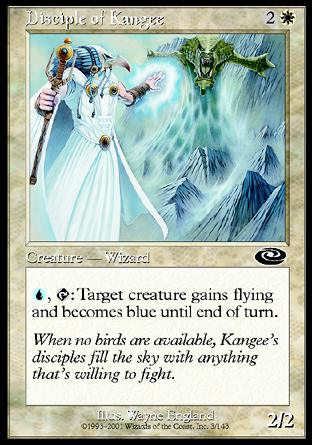 Disciple of Kangee 2
Creature — Wizard
: Target creature gains flying
and becomes blue until end of turn.
When no birds are available, Kangee's
disciples fill the sky with anything
that's willing to fight.
Illus. Wayne England
©1993–2001 Wizards of the Coast, Inc. 3/143
2/2